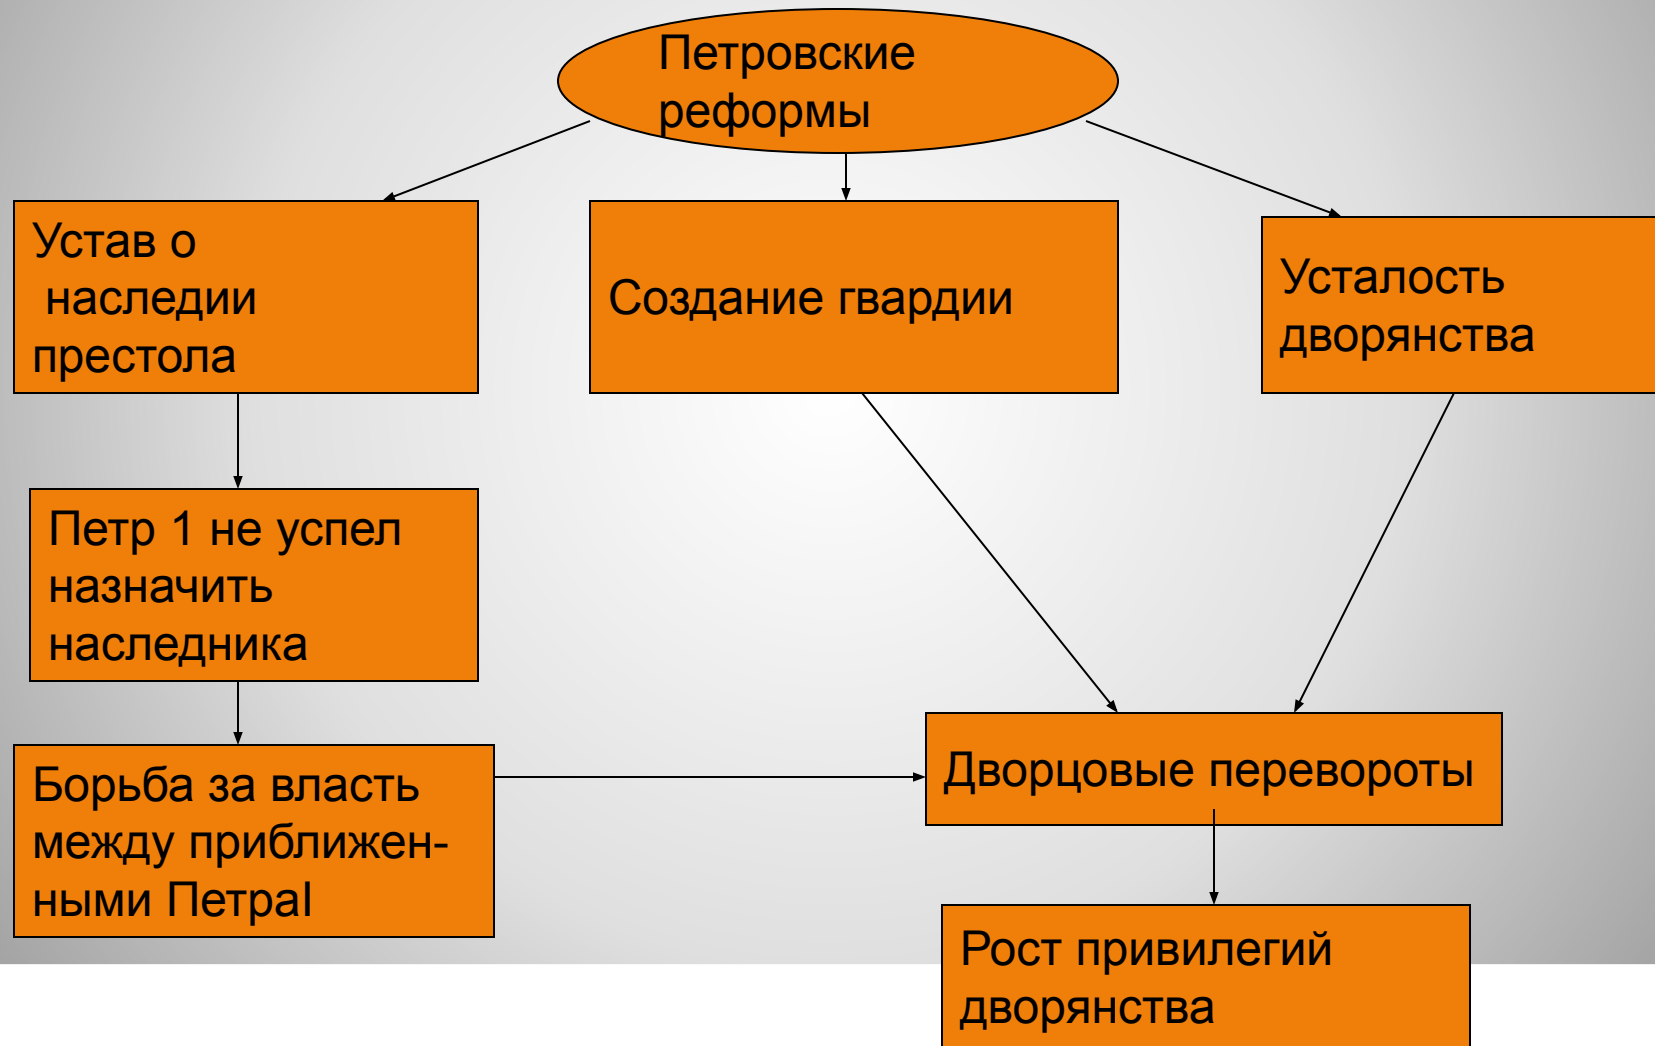 Петровские
реформы
Устав о
наследии
престола
Создание гвардии
Усталость
дворянства
Петр 1 не успел
назначить
наследника
Борьба за власть
между приближен-
ными ПетраI
Дворцовые перевороты
Рост привилегий
дворянства